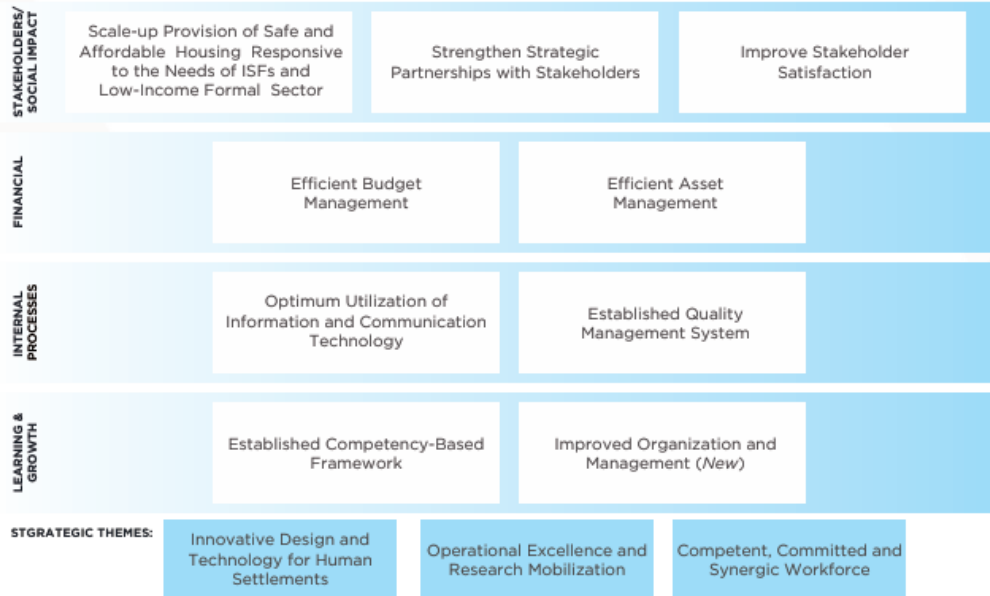 STAKEHOLDERS/
SOCIAL IMPACT
Scale-up Provision of Safe and
Affordable Housing Responsive
to the Needs of ISFs and
Low-Income Formal Sector
Strengthen Strategic
Partnerships with Stakeholders
Improve Stakeholder
Satisfaction
FINANCIAL
Efficient Budget
Management
Efficient Asset
Management
INTERNAL
PROCESSES
Optimum Utilization of
Information and Communication
Technology
Established Quality
Management System
LEARNING &
GROWTH
Established Competency-Based
Framework
Improved Organization and
Management (New)
STGRATEGIC THEMES:
Innovative Design and
Technology for Human
Settlements
Operational Excellence and
Research Mobilization
Competent, Committed and
Synergic Workforce